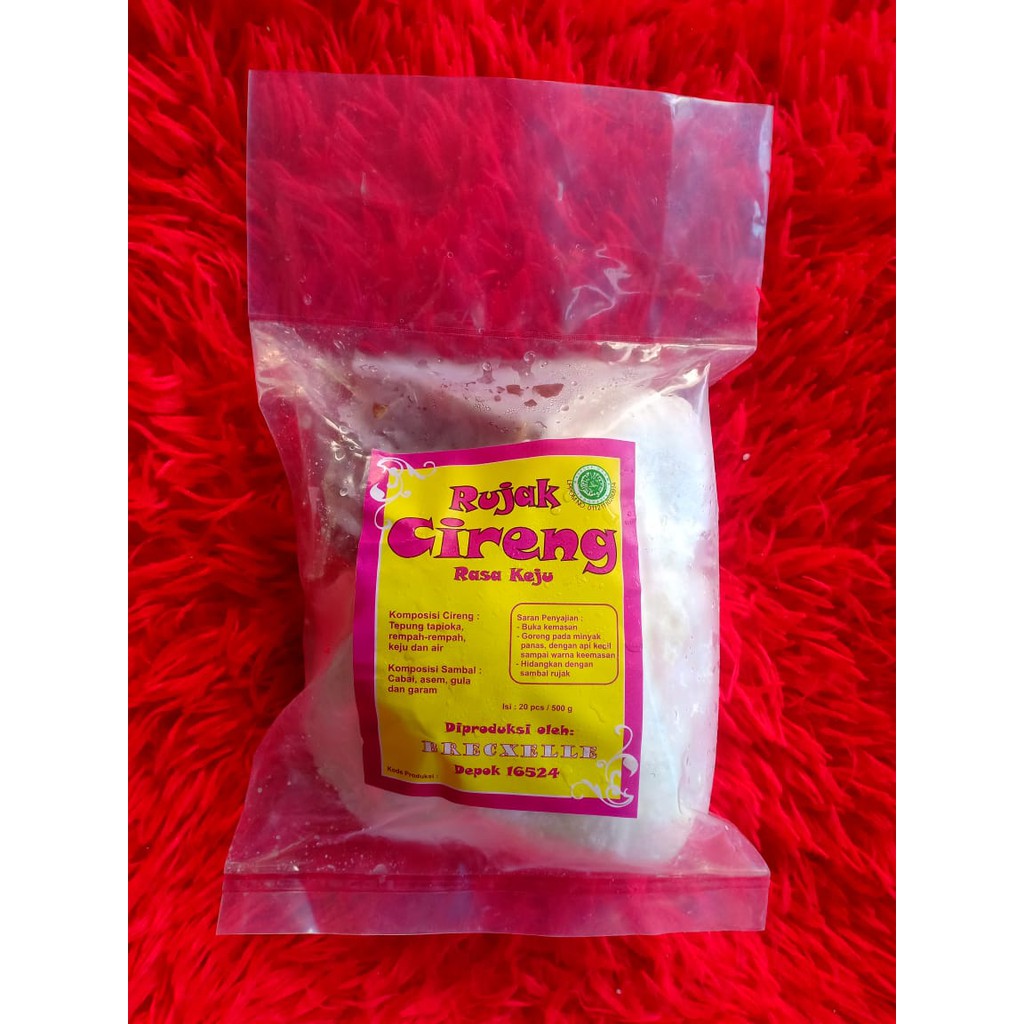 Rujak
Cireng
Rasa Keju
Komposisi Cireng :
Tepung tapioka,
rempah-rempah,
keju dan air
Komposisi Sambal :
Cabai, asem, gula
dan garam
Saran Penyajian :
- Buka kemasan
- Goreng pada minyak
panas, dengan api kecil
sampai warna keemasan
- Hidangkan dengan
sambal rujak
Isi : 20 pcs / 500 g
Diproduksi oleh:
BRECXELLE
Depok 16524
Kode Produksi :